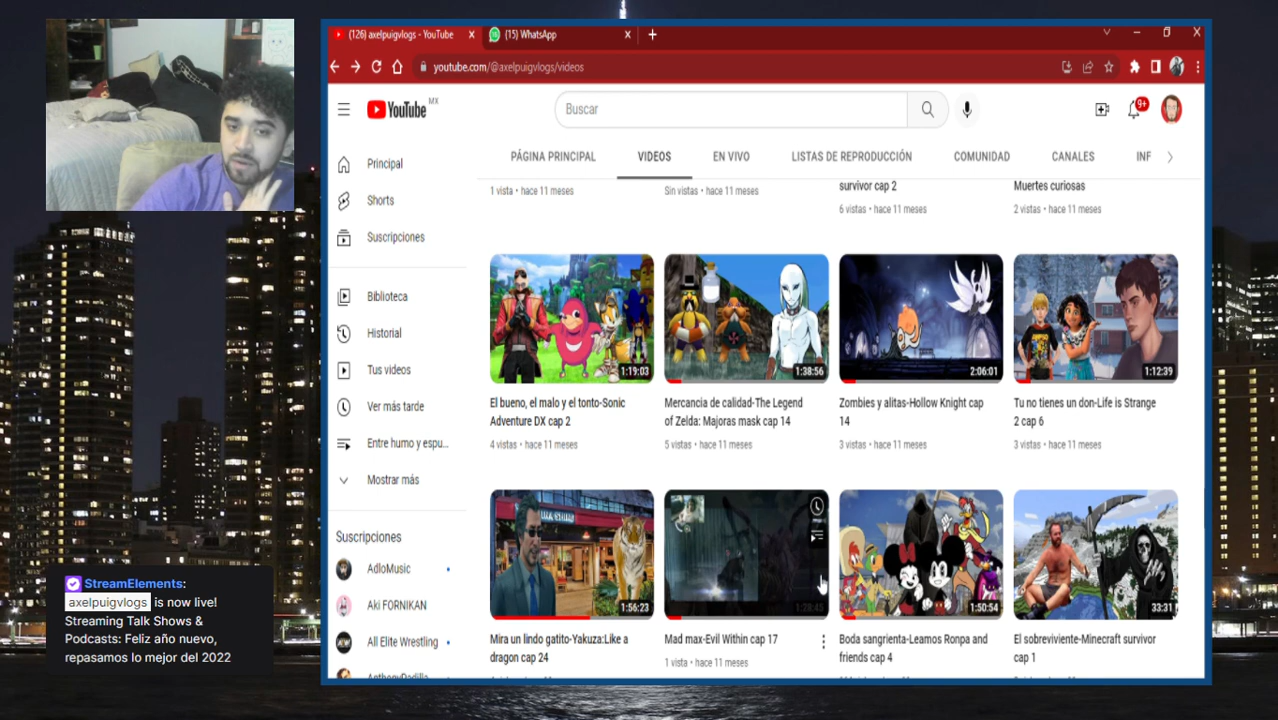 (126) axelpuigvlogs - YouTube
(15) WhatsApp
youtube.com/@axelpuigvlogs/videos
YouTube MX
Buscar
9+
PÁGINA PRINCIPAL VIDEOS EN VIVO LISTAS DE REPRODUCCIÓN COMUNIDAD CANALES INF
Principal
Shorts
Suscripciones
Biblioteca
Historial
Tus videos
Ver más tarde
Entre humo y espu...
Mostrar más
Suscripciones
AdloMusic
Aki FORNIKAN
All Elite Wrestling
AnthonyPadilla
1 vista • hace 11 meses
Sin vistas • hace 11 meses
survivor cap 2
6 vistas • hace 11 meses
Muertes curiosas
2 vistas • hace 11 meses
1:19:03
El bueno, el malo y el tonto-Sonic
Adventure DX cap 2
4 vistas • hace 11 meses
1:38:56
Mercancia de calidad-The Legend
of Zelda: Majoras mask cap 14
5 vistas • hace 11 meses
2:06:01
Zombies y alitas-Hollow Knight cap
14
3 vistas • hace 11 meses
1:12:39
Tu no tienes un don-Life is Strange
2 cap 6
3 vistas • hace 11 meses
1:56:23
Mira un lindo gatito-Yakuza:Like a
dragon cap 24
1:28:45
Mad max-Evil Within cap 17
1 vista • hace 11 meses
1:50:54
Boda sangrienta-Leamos Ronpa and
friends cap 4
33:31
El sobreviviente-Minecraft survivor
cap 1
StreamElements:
axelpuigvlogs is now live!
Streaming Talk Shows &
Podcasts: Feliz año nuevo,
repasamos lo mejor del 2022